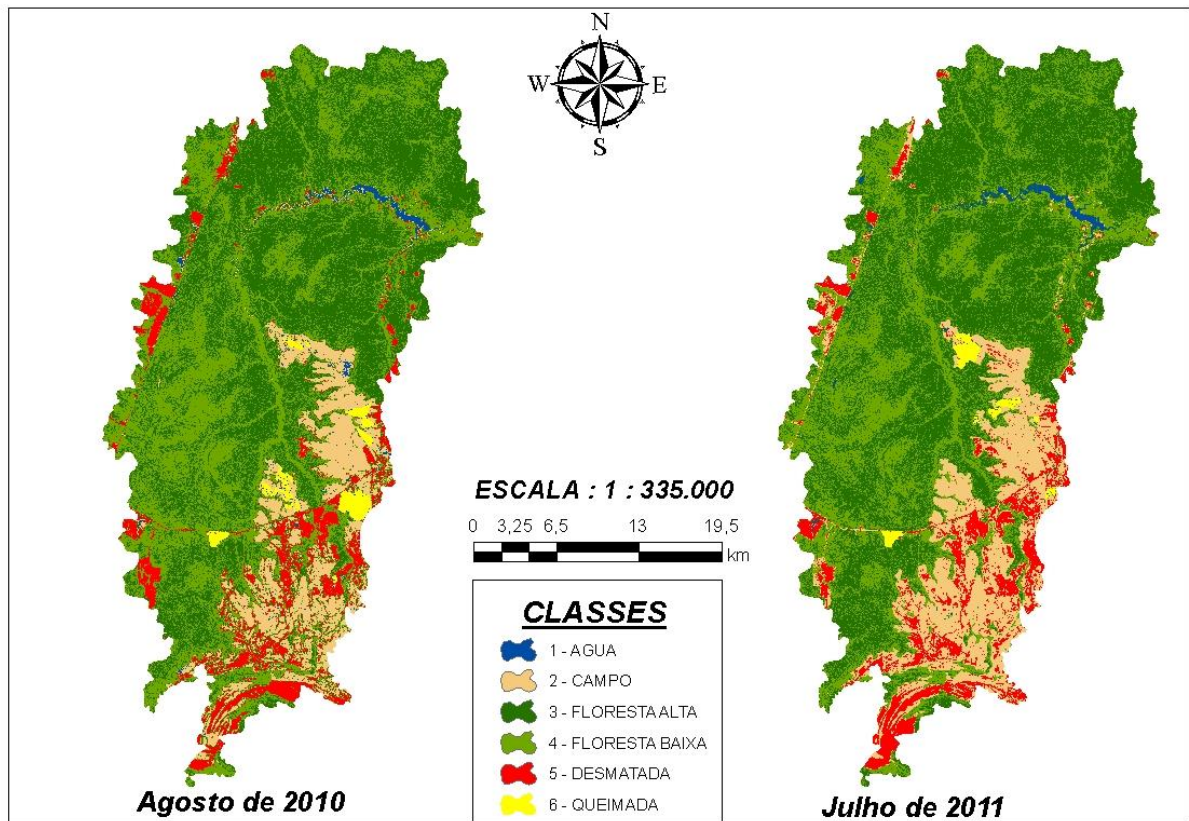 N
W E
S
ESCALA : 1 : 335.000
0 3,25 6,5 13 19,5
km
CLASSES
1 - AGUA
2 - CAMPO
3 - FLORESTA ALTA
4 - FLORESTA BAIXA
5 - DESMATADA
6 - QUEIMADA
Agosto de 2010
Julho de 2011